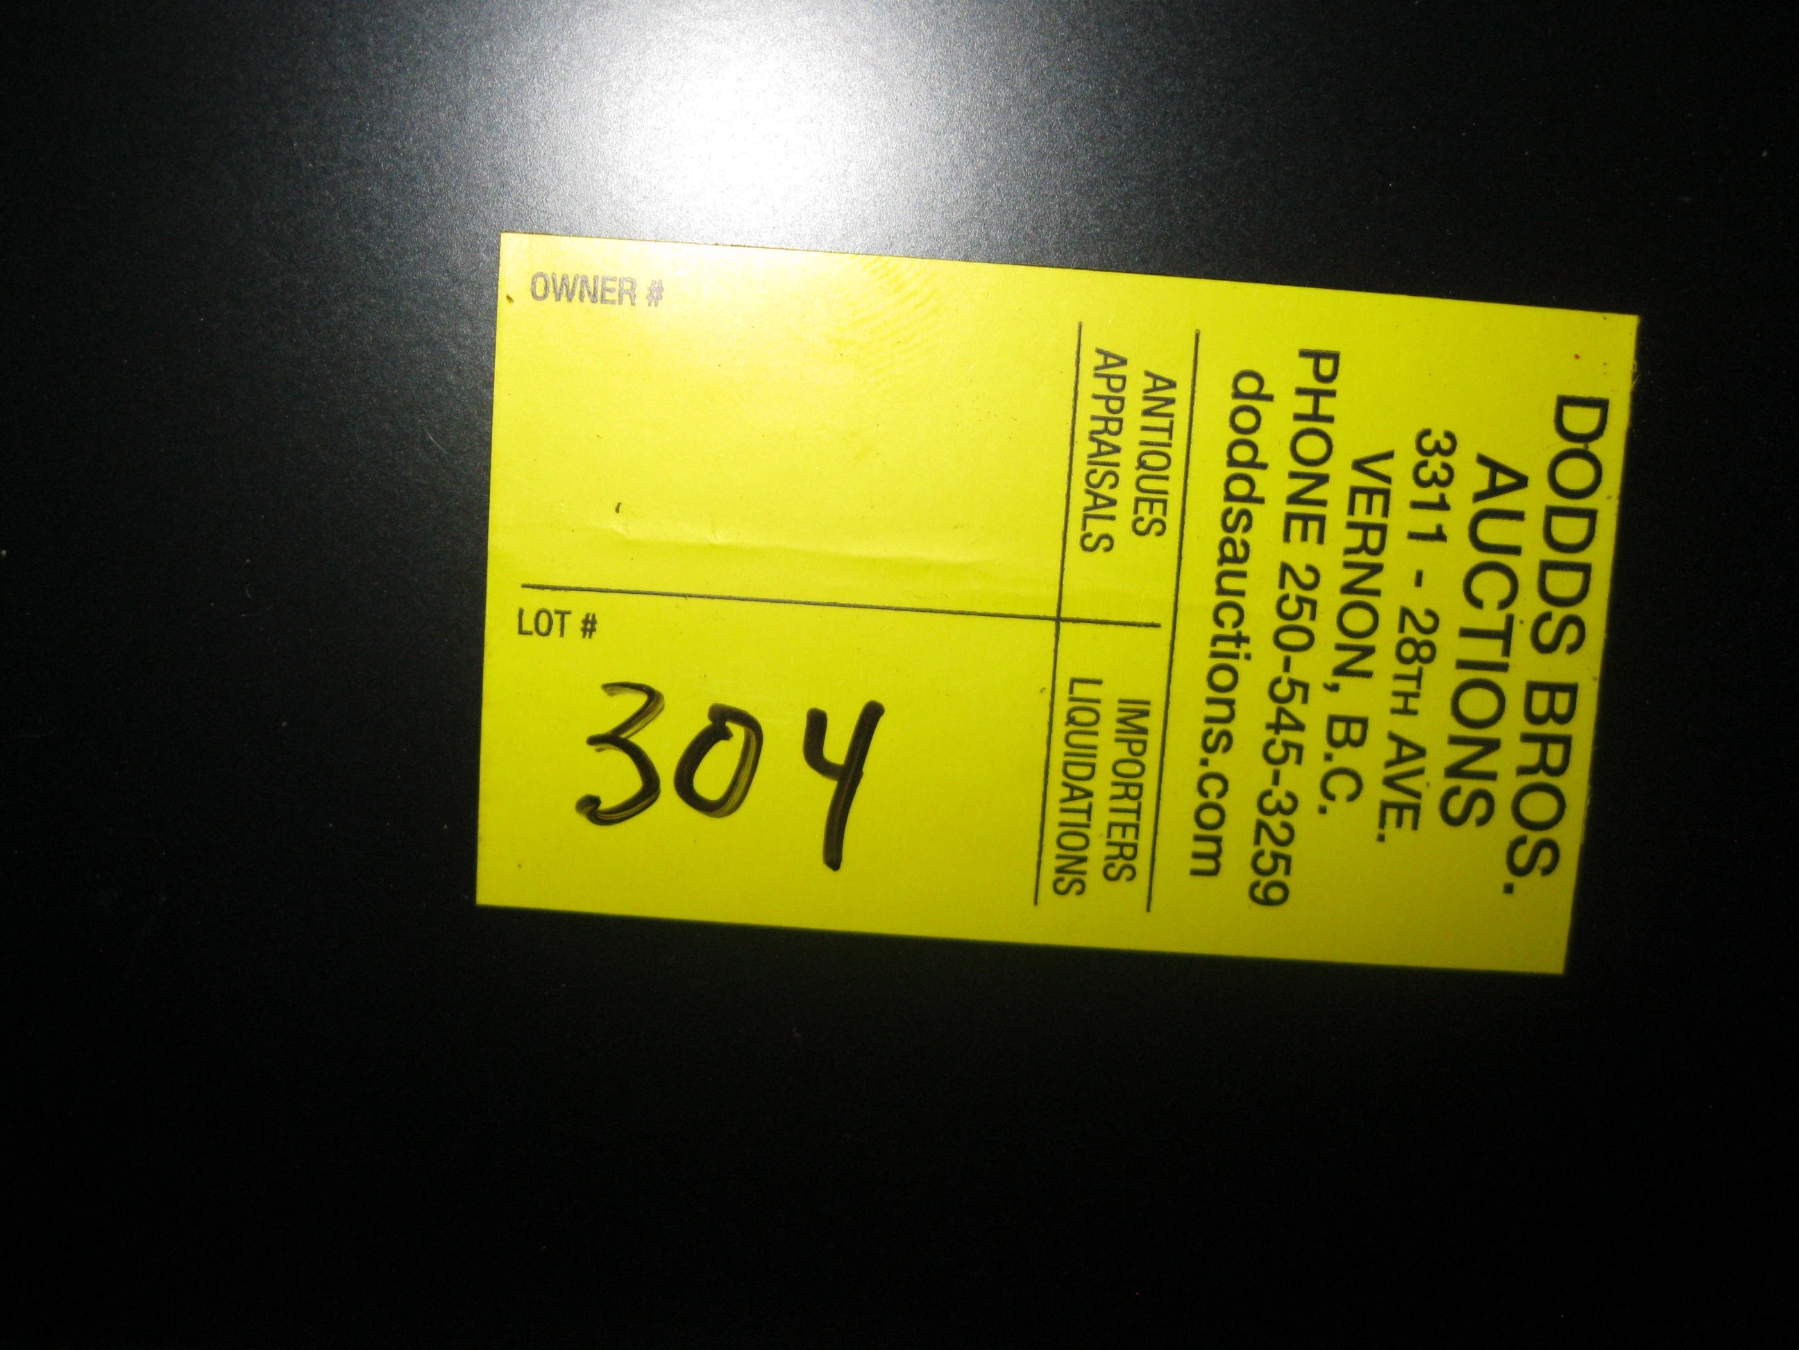 DODDS BROS.
AUCTIONS
3311 - 28TH AVE.
VERNON, B.C.
PHONE 250-545-3259
doddsauctions.com
ANTIQUES
APPRAISALS
IMPORTERS
LIQUIDATIONS
OWNER #
LOT #
304